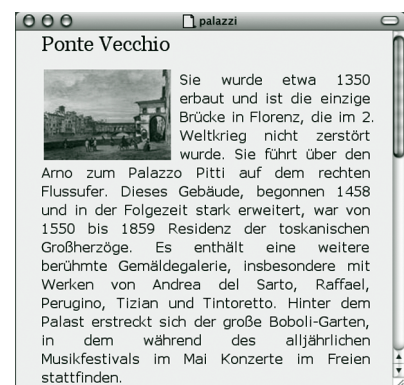 palazzi
Ponte Vecchio
Sie wurde etwa 1350
erbaut und ist die einzige
Brücke in Florenz, die im 2.
Weltkrieg nicht zerstört
wurde. Sie führt über den
Arno zum Palazzo Pitti auf dem rechten
Flussufer. Dieses Gebäude, begonnen 1458
und in der Folgezeit stark erweitert, war von
1550 bis 1859 Residenz der toskanischen
Großherzöge. Es enthält eine weitere
berühmte Gemäldegalerie, insbesondere mit
Werken von Andrea del Sarto, Raffael,
Perugino, Tizian und Tintoretto. Hinter dem
Palast erstreckt sich der große Boboli-Garten,
in dem während des alljährlichen
Musikfestivals im Mai Konzerte im Freien
stattfinden.